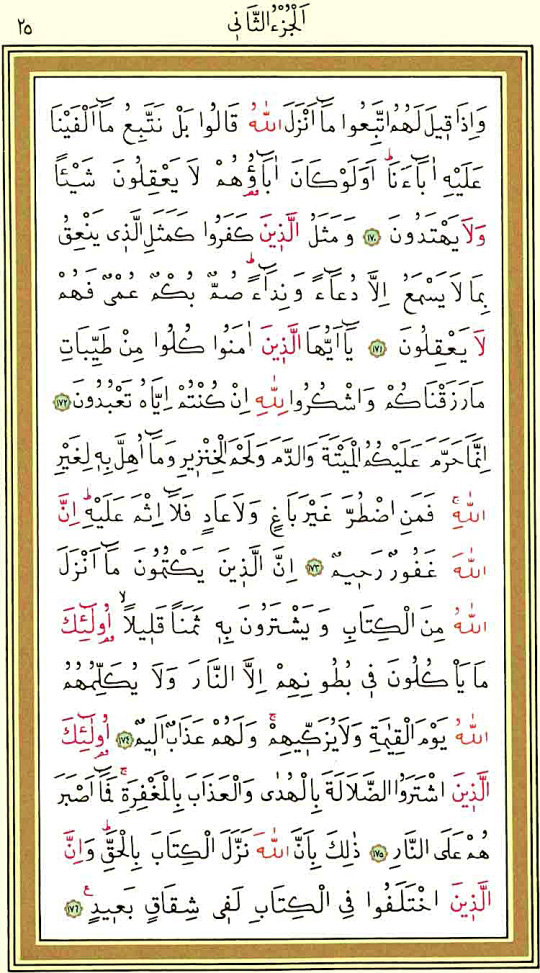 ٢٥
اَلْجُزْءُ الثَّانٖي
وَاِذَا قٖيلَ لَهُمُ اتَّبِعُوا مَٓا اَنْزَلَ اللّٰهُ قَالُوا بَلْ نَتَّبِعُ مَٓا اَلْفَيْنَا
عَلَيْهِ اٰبَٓاءَنَاۜ اَوَلَوْ كَانَ اٰبَٓاؤُ۬هُمْ لَا يَعْقِلُونَ شَيْـًٔا
وَلَا يَهْتَدُونَ ﴿١٧٠﴾ وَمَثَلُ الَّذٖينَ كَفَرُوا كَمَثَلِ الَّذٖي يَنْعِقُ
بِمَا لَا يَسْمَعُ اِلَّا دُعَٓاءً وَنِدَٓاءًۜ صُمٌّ بُكْمٌ عُمْيٌ فَهُمْ
لَا يَعْقِلُونَ ﴿١٧١﴾ يَٓا اَيُّهَا الَّذٖينَ اٰمَنُوا كُلُوا مِنْ طَيِّبَاتِ
مَا رَزَقْنَاكُمْ وَاشْكُرُوا لِلّٰهِ اِنْ كُنْتُمْ اِيَّاهُ تَعْبُدُونَ ﴿١٧٢﴾
اِنَّمَا حَرَّمَ عَلَيْكُمُ الْمَيْتَةَ وَالدَّمَ وَلَحْمَ الْخِنْزٖيرِ وَمَٓا اُهِلَّ بِهٖ لِغَيْرِ
اللّٰهِۚ فَمَنِ اضْطُرَّ غَيْرَ بَاغٍ وَلَا عَادٍ فَلَٓا اِثْمَ عَلَيْهِۜ اِنَّ
اللّٰهَ غَفُورٌ رَحٖيمٌ ﴿١٧٣﴾ اِنَّ الَّذٖينَ يَكْتُمُونَ مَٓا اَنْزَلَ
اللّٰهُ مِنَ الْكِتَابِ وَيَشْتَرُونَ بِهٖ ثَمَنًا قَلٖيلًاۙ اُو۬لٰٓئِكَ
مَا يَأْكُلُونَ فٖي بُطُونِهِمْ اِلَّا النَّارَ وَلَا يُكَلِّمُهُمُ
اللّٰهُ يَوْمَ الْقِيٰمَةِ وَلَا يُزَكّٖيهِمْۚ وَلَهُمْ عَذَابٌ اَلٖيمٌ ﴿١٧٤﴾ اُو۬لٰٓئِكَ
الَّذٖينَ اشْتَرَوُا الضَّلَالَةَ بِالْهُدٰى وَالْعَذَابَ بِالْمَغْفِرَةِۚ فَمَٓا اَصْبَرَ
هُمْ عَلَى النَّارِ ﴿١٧٥﴾ ذٰلِكَ بِاَنَّ اللّٰهَ نَزَّلَ الْكِتَابَ بِالْحَقِّۜ وَاِنَّ
الَّذٖينَ اخْتَلَفُوا فِي الْكِتَابِ لَفٖي شِقَاقٍ بَعٖيدٍࣖ ﴿١٧٦﴾